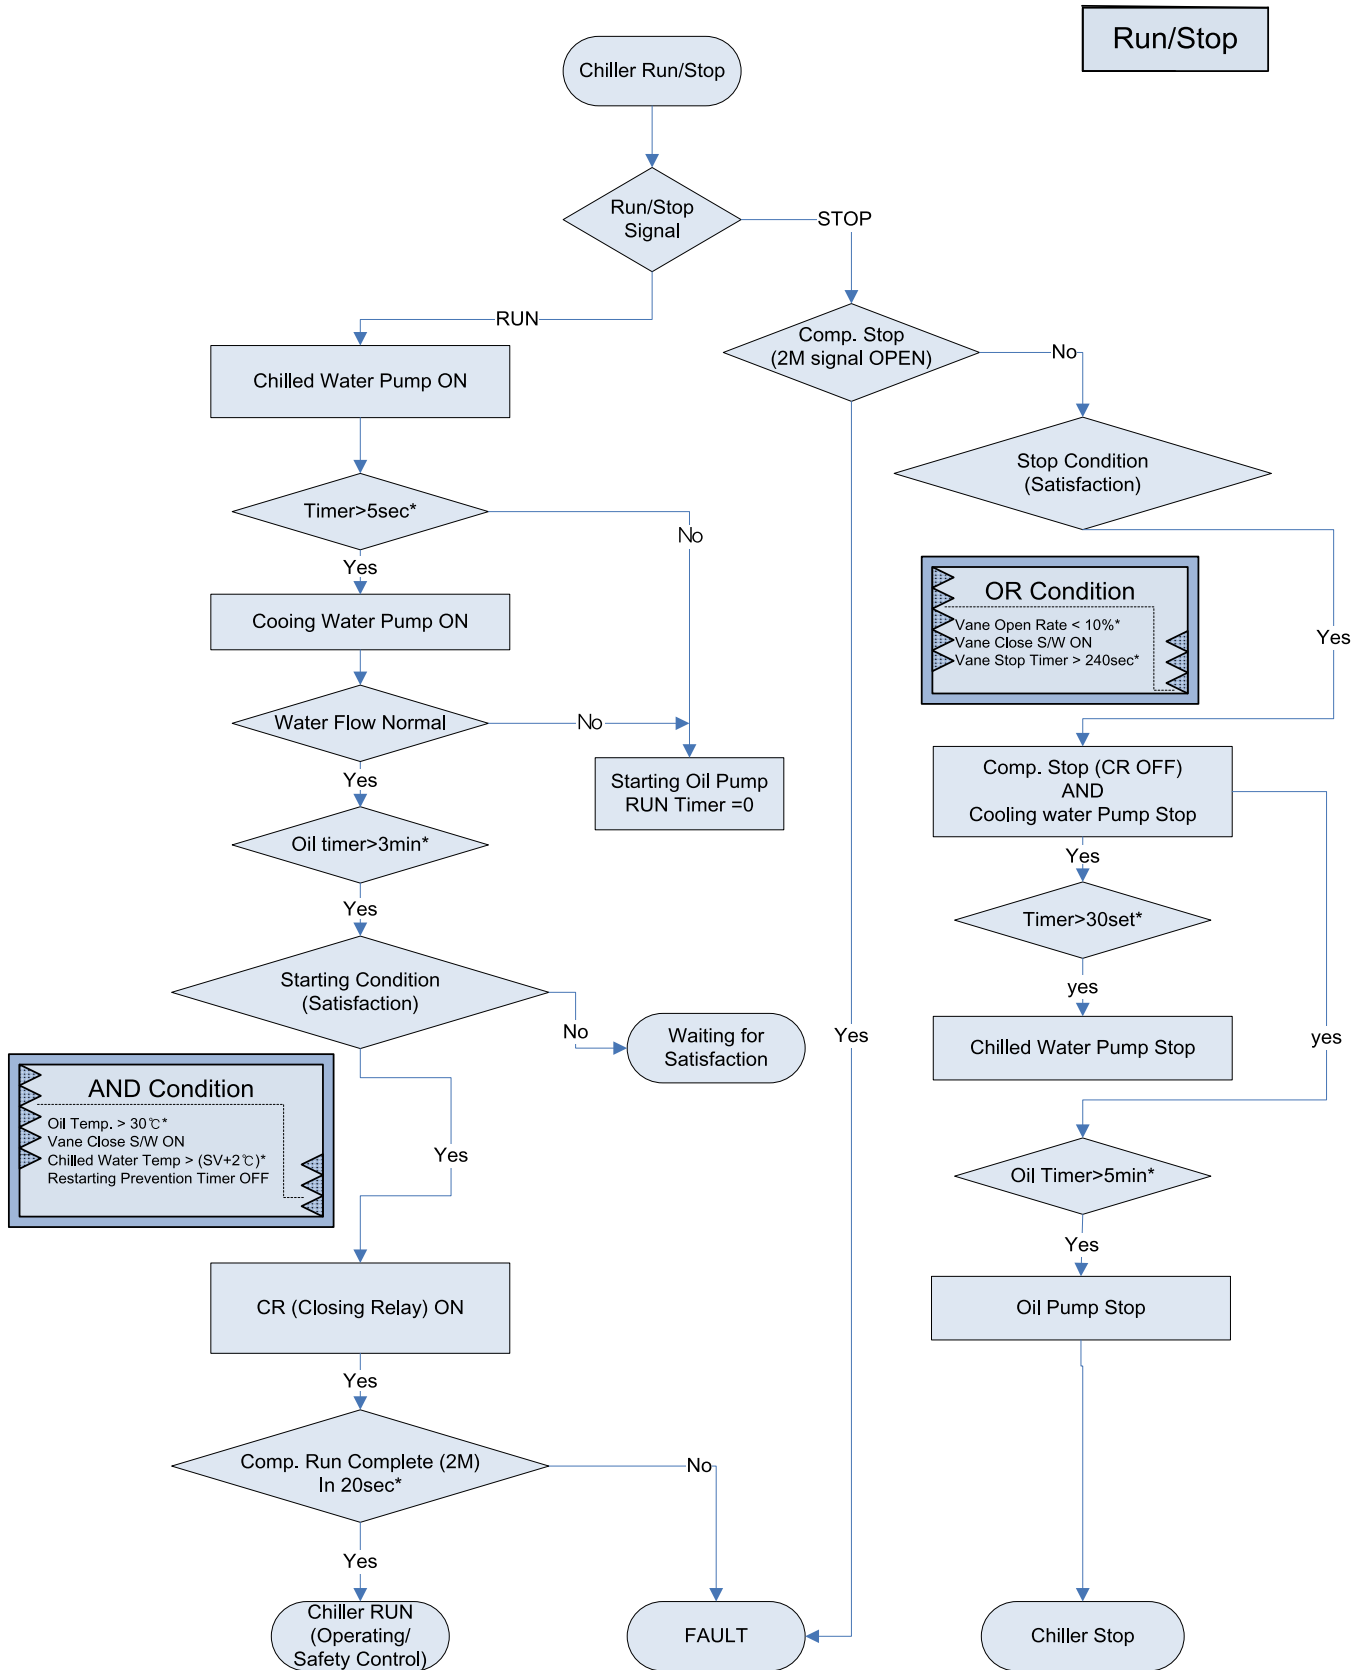 Run/Stop
Chiller Run/Stop
Run/Stop
Signal
STOP
RUN
Comp. Stop
(2M signal OPEN)
No
Chilled Water Pump ON
Stop Condition
(Satisfaction)
Timer>5sec*
No
Yes
Cooing Water Pump ON
OR Condition
Vane Open Rate < 10%*
Vane Close S/W ON
Vane Stop Timer > 240sec*
Yes
Water Flow Normal
No
Yes
Starting Oil Pump
RUN Timer =0
Comp. Stop (CR OFF)
AND
Cooling water Pump Stop
Oil timer>3min*
Yes
Yes
Timer>30set*
yes
Starting Condition
(Satisfaction)
No
Waiting for
Satisfaction
Yes
Chilled Water Pump Stop
yes
AND Condition
Oil Temp. > 30℃*
Vane Close S/W ON
Chilled Water Temp > (SV+2℃)*
Restarting Prevention Timer OFF
Yes
Oil Timer>5min*
Yes
CR (Closing Relay) ON
Oil Pump Stop
Yes
Comp. Run Complete (2M)
In 20sec*
No
Yes
Chiller RUN
(Operating/
Safety Control)
FAULT
Chiller Stop